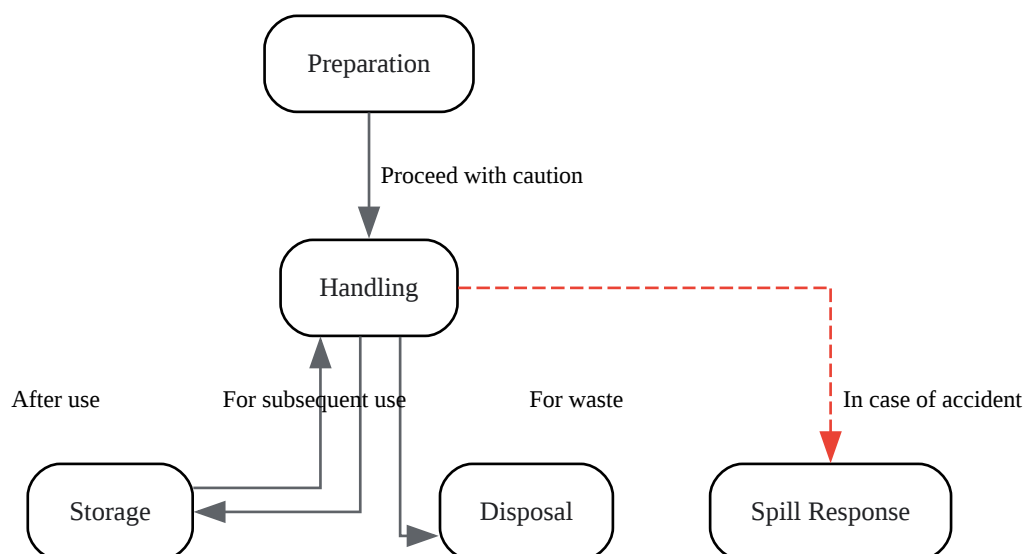 Preparation
Proceed with caution
Handling
After use
For subsequent use
For waste
In case of accident
Storage
Disposal
Spill Response